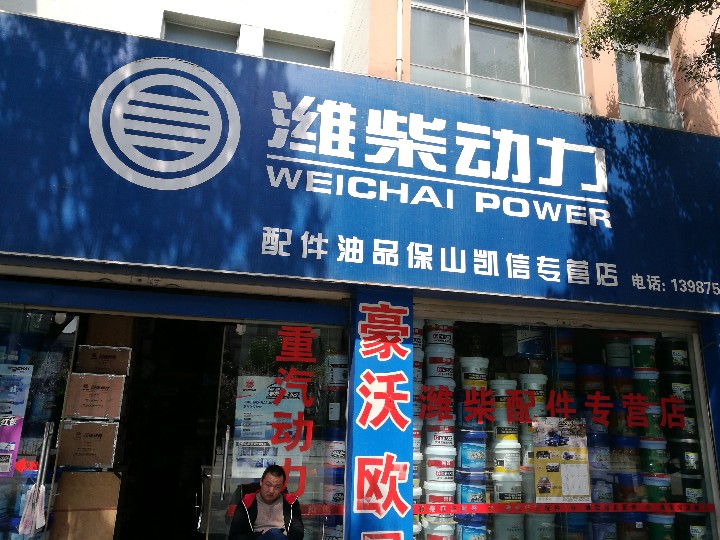 潍柴动力
WEICHAI POWER
配件油品保山凯信专营店
电话: 139875
重汽动力
豪沃欧
潍柴配件专营店